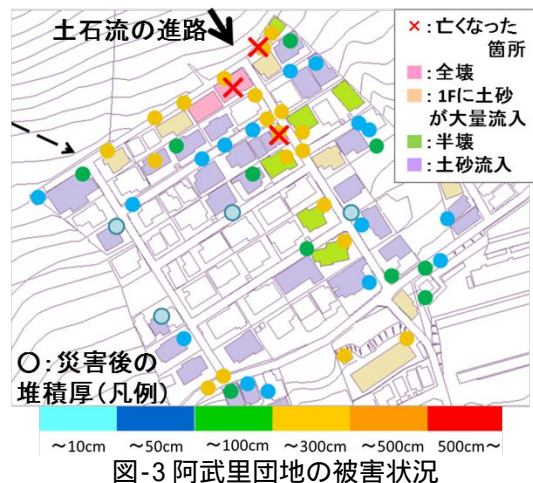 土石流の進路
×:亡くなった
箇所
:全壊
:1Fに土砂
が大量流入
:半壊
:土砂流入
○:災害後の
堆積厚(凡例)
～10cm ～50cm ～100cm ～300cm ～500cm 500cm～
図-3 阿武里団地の被害状況